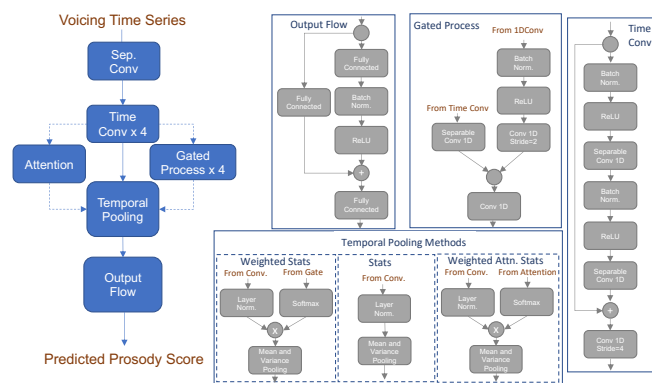 Voicing Time Series
Sep.
Conv
Time
Conv x 4
Attention
Gated
Process x 4
Temporal
Pooling
Output
Flow
Predicted Prosody Score
Output Flow
Fully
Connected
Fully
Connected
Batch
Norm.
ReLU
+
Fully
Connected
Gated Process
From 1DConv
Batch
Norm.
ReLU
From Time Conv
Separable
Conv 1D
Conv 1D
Stride=2
Conv 1D
Time
Conv
Batch
Norm.
ReLU
Separable
Conv 1D
Batch
Norm.
ReLU
Separable
Conv 1D
+
Conv 1D
Stride=4
Temporal Pooling Methods
Weighted Stats
From Conv.
From Gate
Layer
Norm.
Softmax
x
Mean and
Variance
Pooling
Stats
From Conv.
Layer
Norm.
Mean and
Variance
Pooling
Weighted Attn. Stats
From Conv.
From Attention
Layer
Norm.
Softmax
x
Mean and
Variance
Pooling